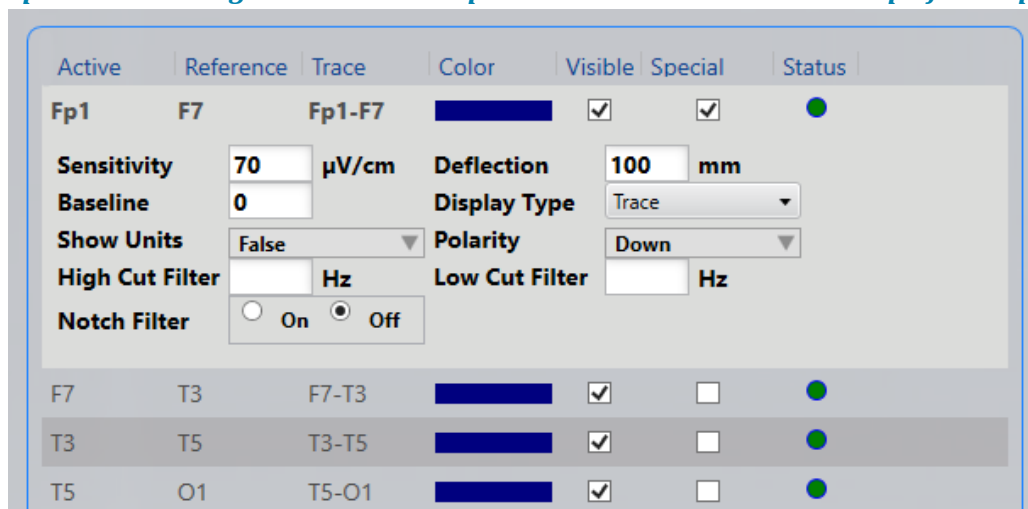 Active Reference Trace Color Visible Special Status
Fp1 F7 Fp1-F7
Sensitivity 70 µV/cm Deflection 100 mm
Baseline 0 Display Type Trace
Show Units False Polarity Down
High Cut Filter Hz Low Cut Filter Hz
Notch Filter On Off
F7 T3 F7-T3
T3 T5 T3-T5
T5 O1 T5-O1